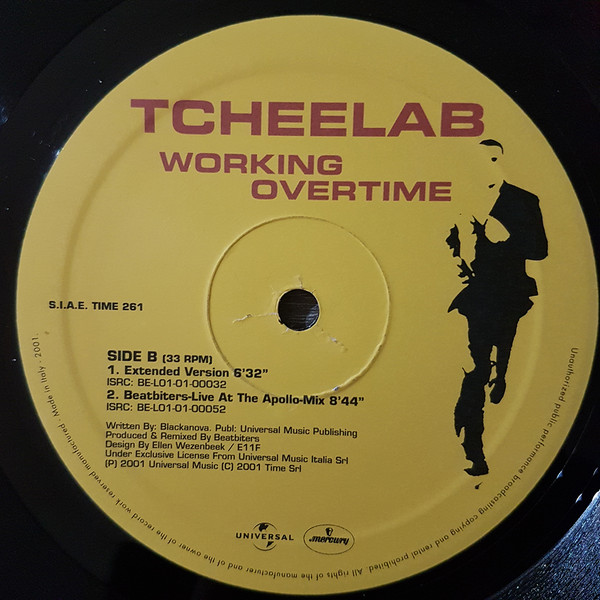 TCHEELAB
WORKING
OVERTIME
S.I.A.E. TIME 261
SIDE B (33 RPM)
1. Extended Version 6'32"
ISRC: BE-L01-01-00032
2. Beatbiters-Live At The Apollo-Mix 8'44"
ISRC: BE-L01-01-00052
Written By: Blackanova. Publ: Universal Music Publishing
Produced & Remixed By Beatbiters
Design By Ellen Wezenbeek / E11F
Under Exclusive License From Universal Music Italia Srl
(P) 2001 Universal Music (C) 2001 Time Srl
UNIVERSAL
mercury
Unauthorized public performance broadcasting copying and rental prohibited. All rights of the manufacturer and of the owner of the record work reserved manufactured. Made in Italy - 2001.